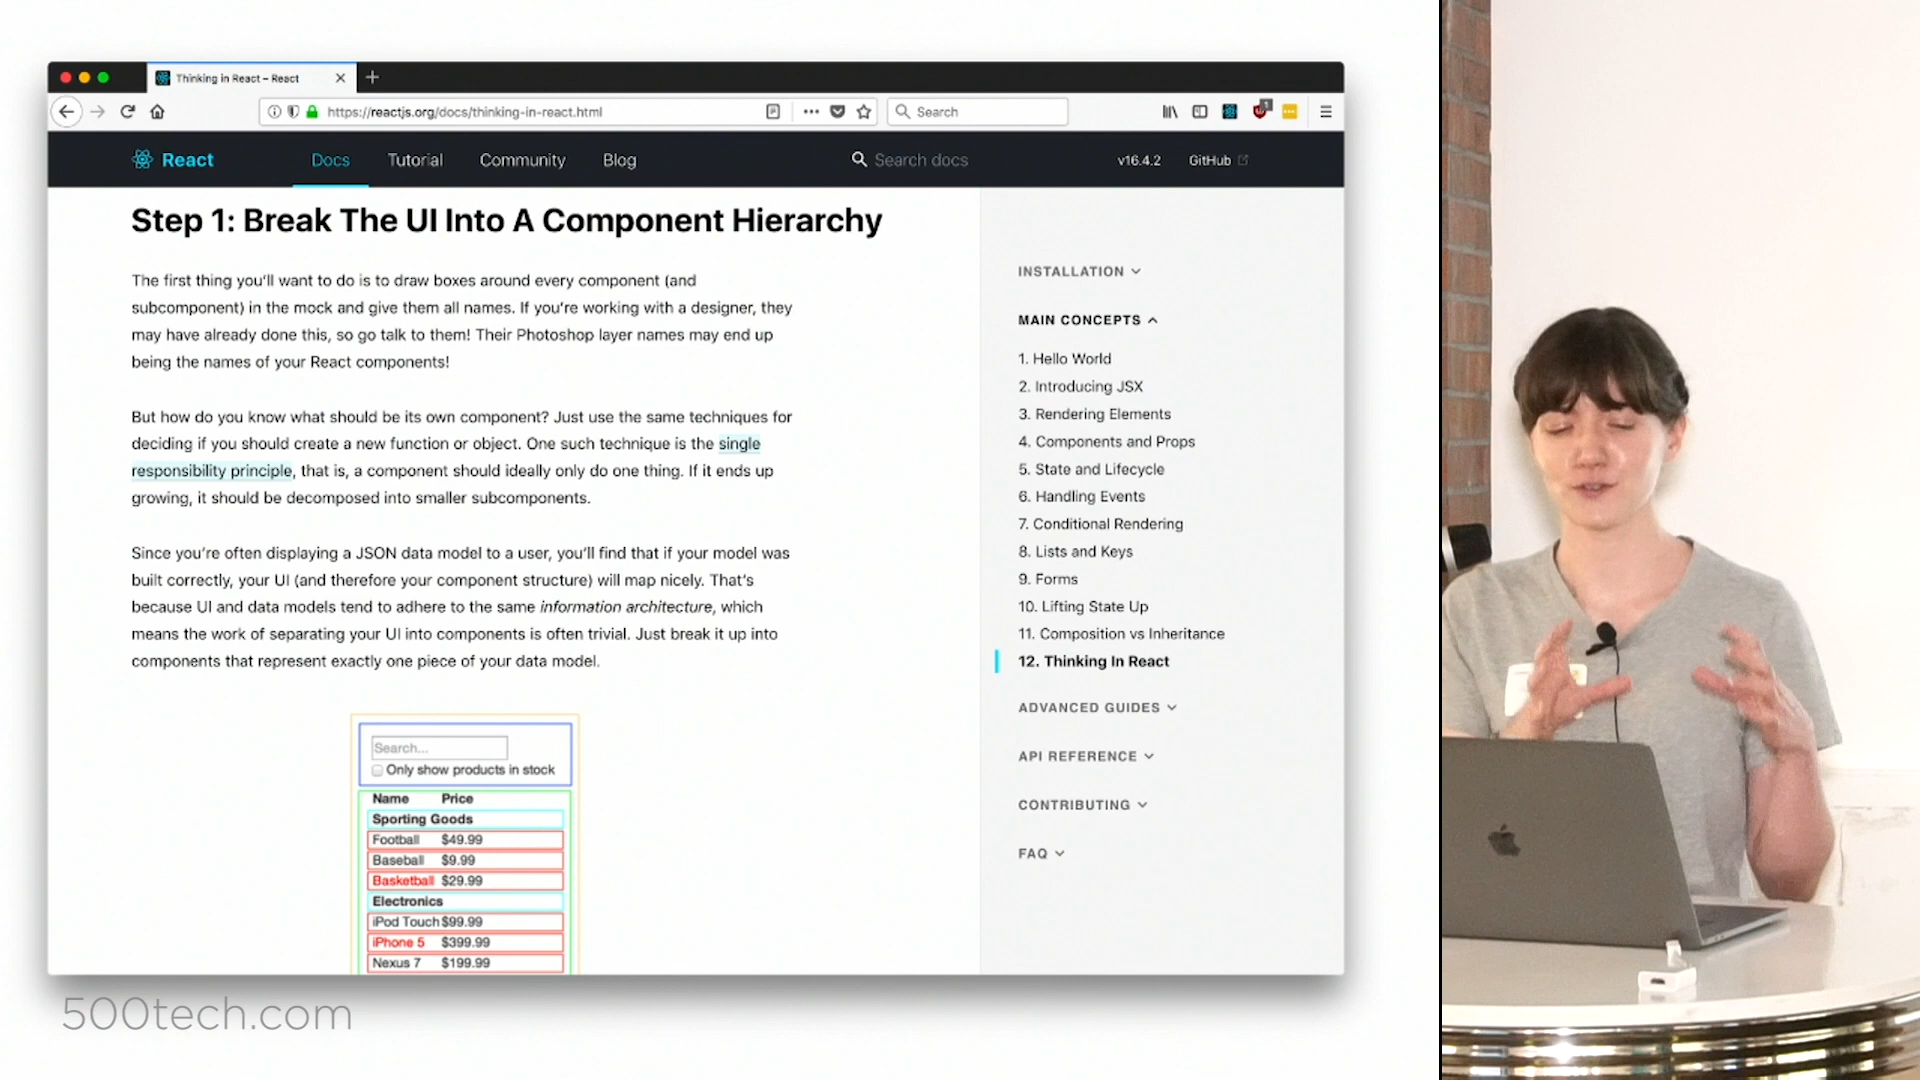 Thinking in React – React
https://reactjs.org/docs/thinking-in-react.html
Search
1
React
Docs
Tutorial
Community
Blog
Search docs
v16.4.2
GitHub
Step 1: Break The UI Into A Component Hierarchy
The first thing you'll want to do is to draw boxes around every component (and
subcomponent) in the mock and give them all names. If you're working with a designer, they
may have already done this, so go talk to them! Their Photoshop layer names may end up
being the names of your React components!
But how do you know what should be its own component? Just use the same techniques for
deciding if you should create a new function or object. One such technique is the single
responsibility principle, that is, a component should ideally only do one thing. If it ends up
growing, it should be decomposed into smaller subcomponents.
Since you're often displaying a JSON data model to a user, you'll find that if your model was
built correctly, your UI (and therefore your component structure) will map nicely. That's
because UI and data models tend to adhere to the same information architecture, which
means the work of separating your UI into components is often trivial. Just break it up into
components that represent exactly one piece of your data model.
Search...
Only show products in stock
Name Price
Sporting Goods
Football $49.99
Baseball $9.99
Basketball $29.99
Electronics
iPod Touch $99.99
iPhone 5 $399.99
Nexus 7 $199.99
INSTALLATION
MAIN CONCEPTS
1. Hello World
2. Introducing JSX
3. Rendering Elements
4. Components and Props
5. State and Lifecycle
6. Handling Events
7. Conditional Rendering
8. Lists and Keys
9. Forms
10. Lifting State Up
11. Composition vs Inheritance
12. Thinking In React
ADVANCED GUIDES
API REFERENCE
CONTRIBUTING
FAQ
500tech.com